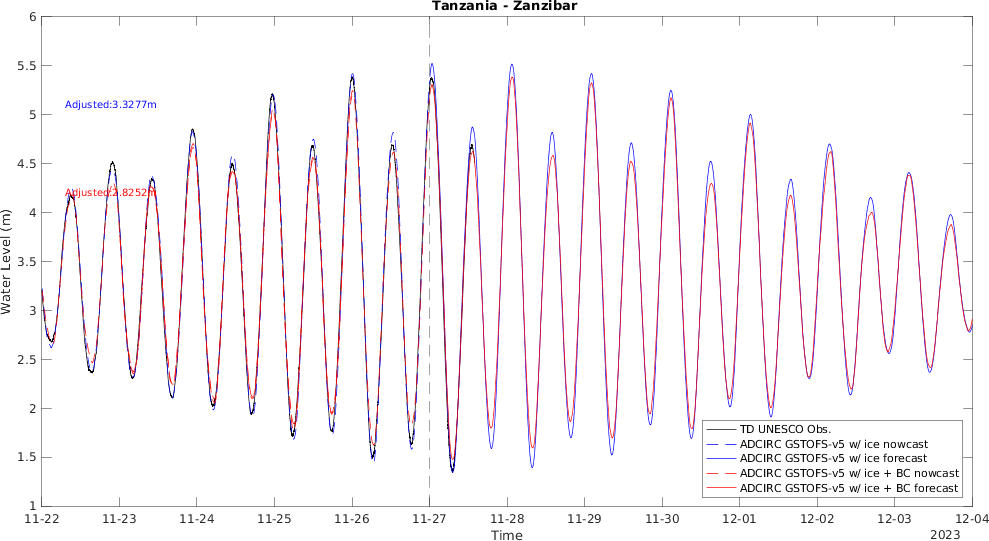 Tanzania - Zanzibar
6
5.5
5
4.5
4
3.5
3
2.5
2
1.5
1
Water Level (m)
Adjusted:3.3277m
Adjusted:2.8252m
TD UNESCO Obs.
ADCIRC GSTOFS-v5 w/ ice nowcast
ADCIRC GSTOFS-v5 w/ ice forecast
ADCIRC GSTOFS-v5 w/ ice + BC nowcast
ADCIRC GSTOFS-v5 w/ ice + BC forecast
11-22 11-23 11-24 11-25 11-26 11-27 11-28 11-29 11-30 12-01 12-02 12-03 12-04
Time
2023